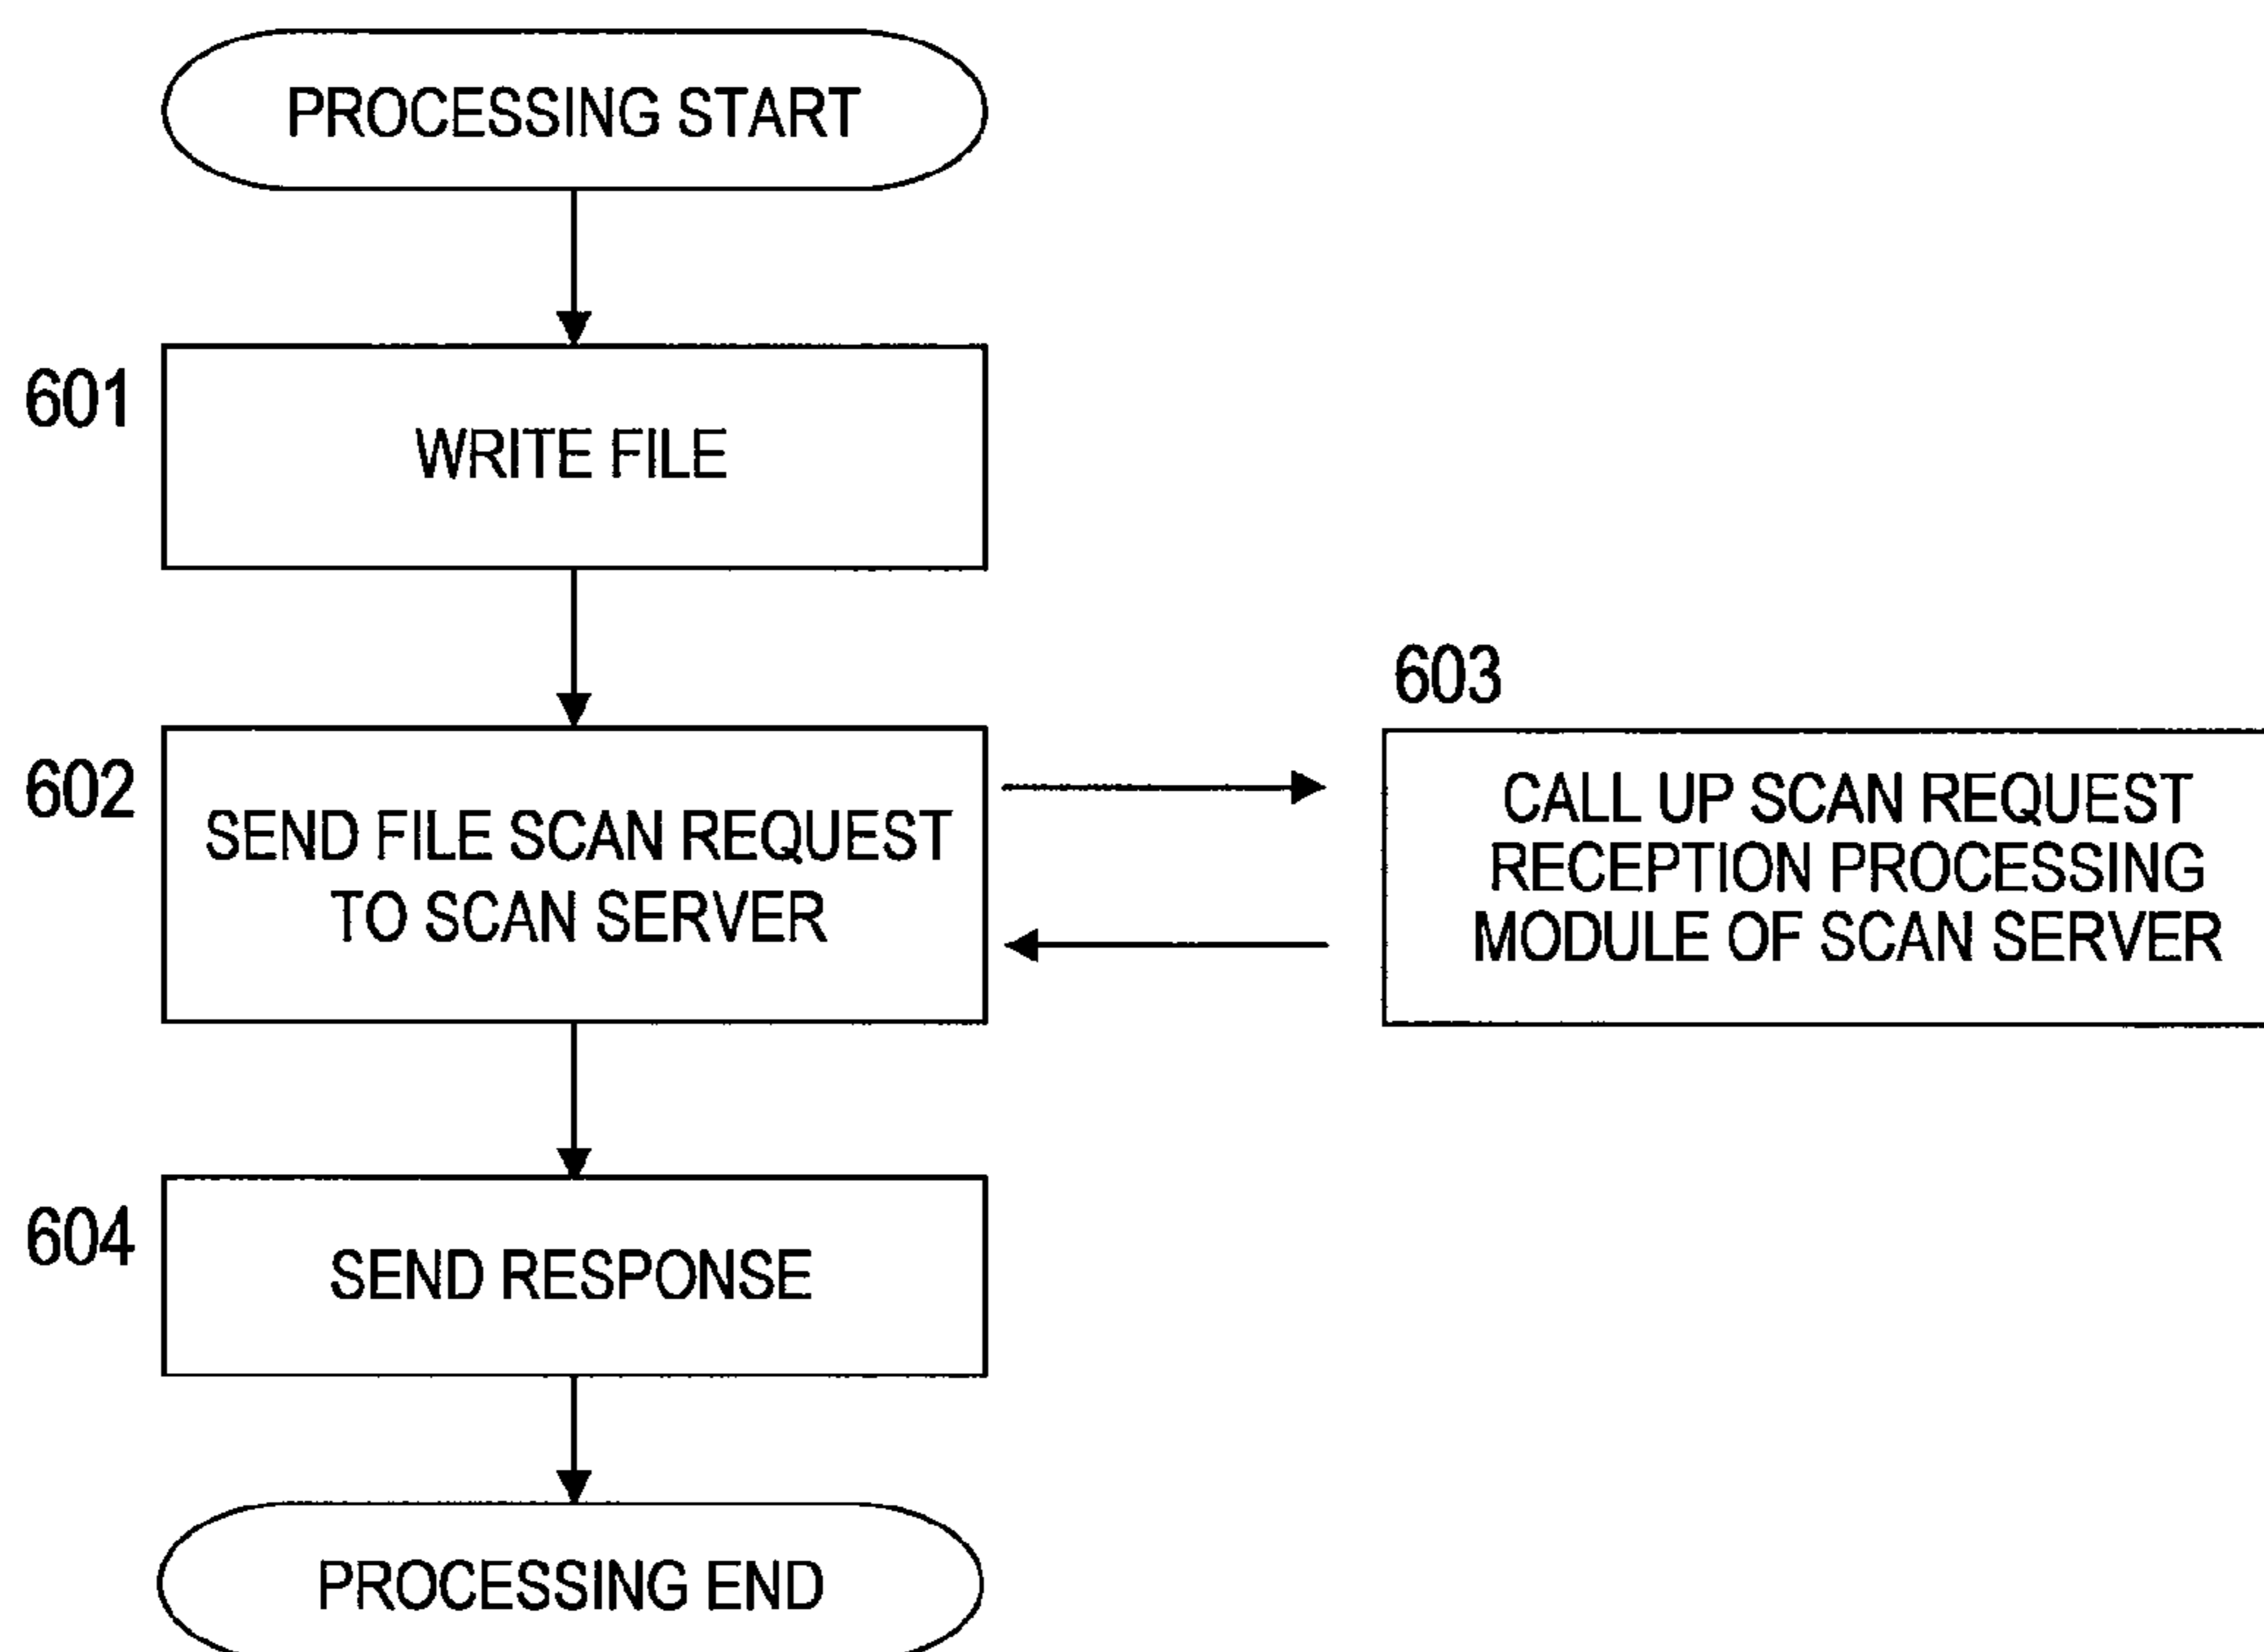 PROCESSING START
601
WRITE FILE
602
SEND FILE SCAN REQUEST
TO SCAN SERVER
603
CALL UP SCAN REQUEST
RECEPTION PROCESSING
MODULE OF SCAN SERVER
604
SEND RESPONSE
PROCESSING END